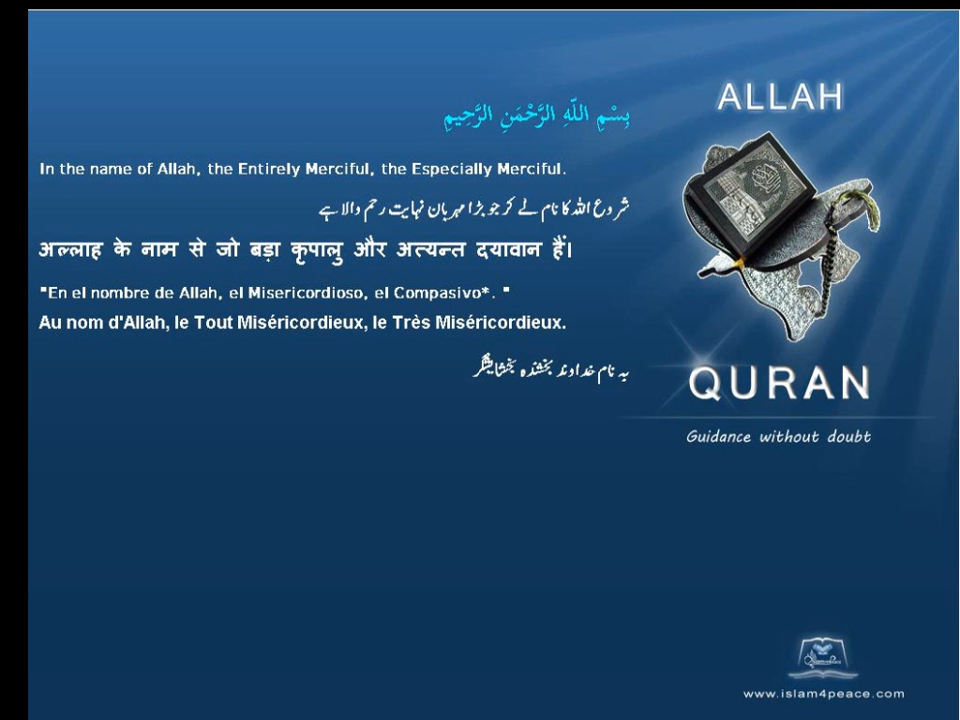 بِسْمِ اللّهِ الرَّحْمَنِ الرَّحِيمِ
In the name of Allah, the Entirely Merciful, the Especially Merciful.
شروع اللہ کا نام لے کر جو بڑا مہربان نہایت رحم والا ہے
अल्लाह के नाम से जो बड़ा कृपालु और अत्यन्त दयावान हैं।
"En el nombre de Allah, el Misericordioso, el Compasivo*. "
Au nom d'Allah, le Tout Miséricordieux, le Très Miséricordieux.
به نام خداوند بخشنده بخشایشگر
ALLAH
QURAN
Guidance without doubt
www.islam4peace.com